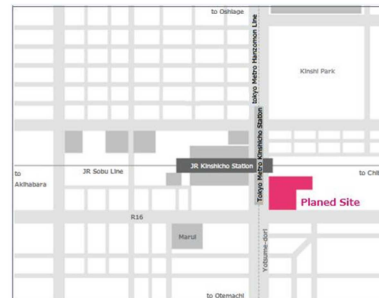 to Oshiage
Tokyo Metro Hanzomon Line
Kinshi Park
Tokyo Metro Kinshicho Station
JR Kinshicho Station
to
Akihabara
JR Sobu Line
to Chi
Planed Site
R16
Marui
Yotsume-dori
to Otemachi